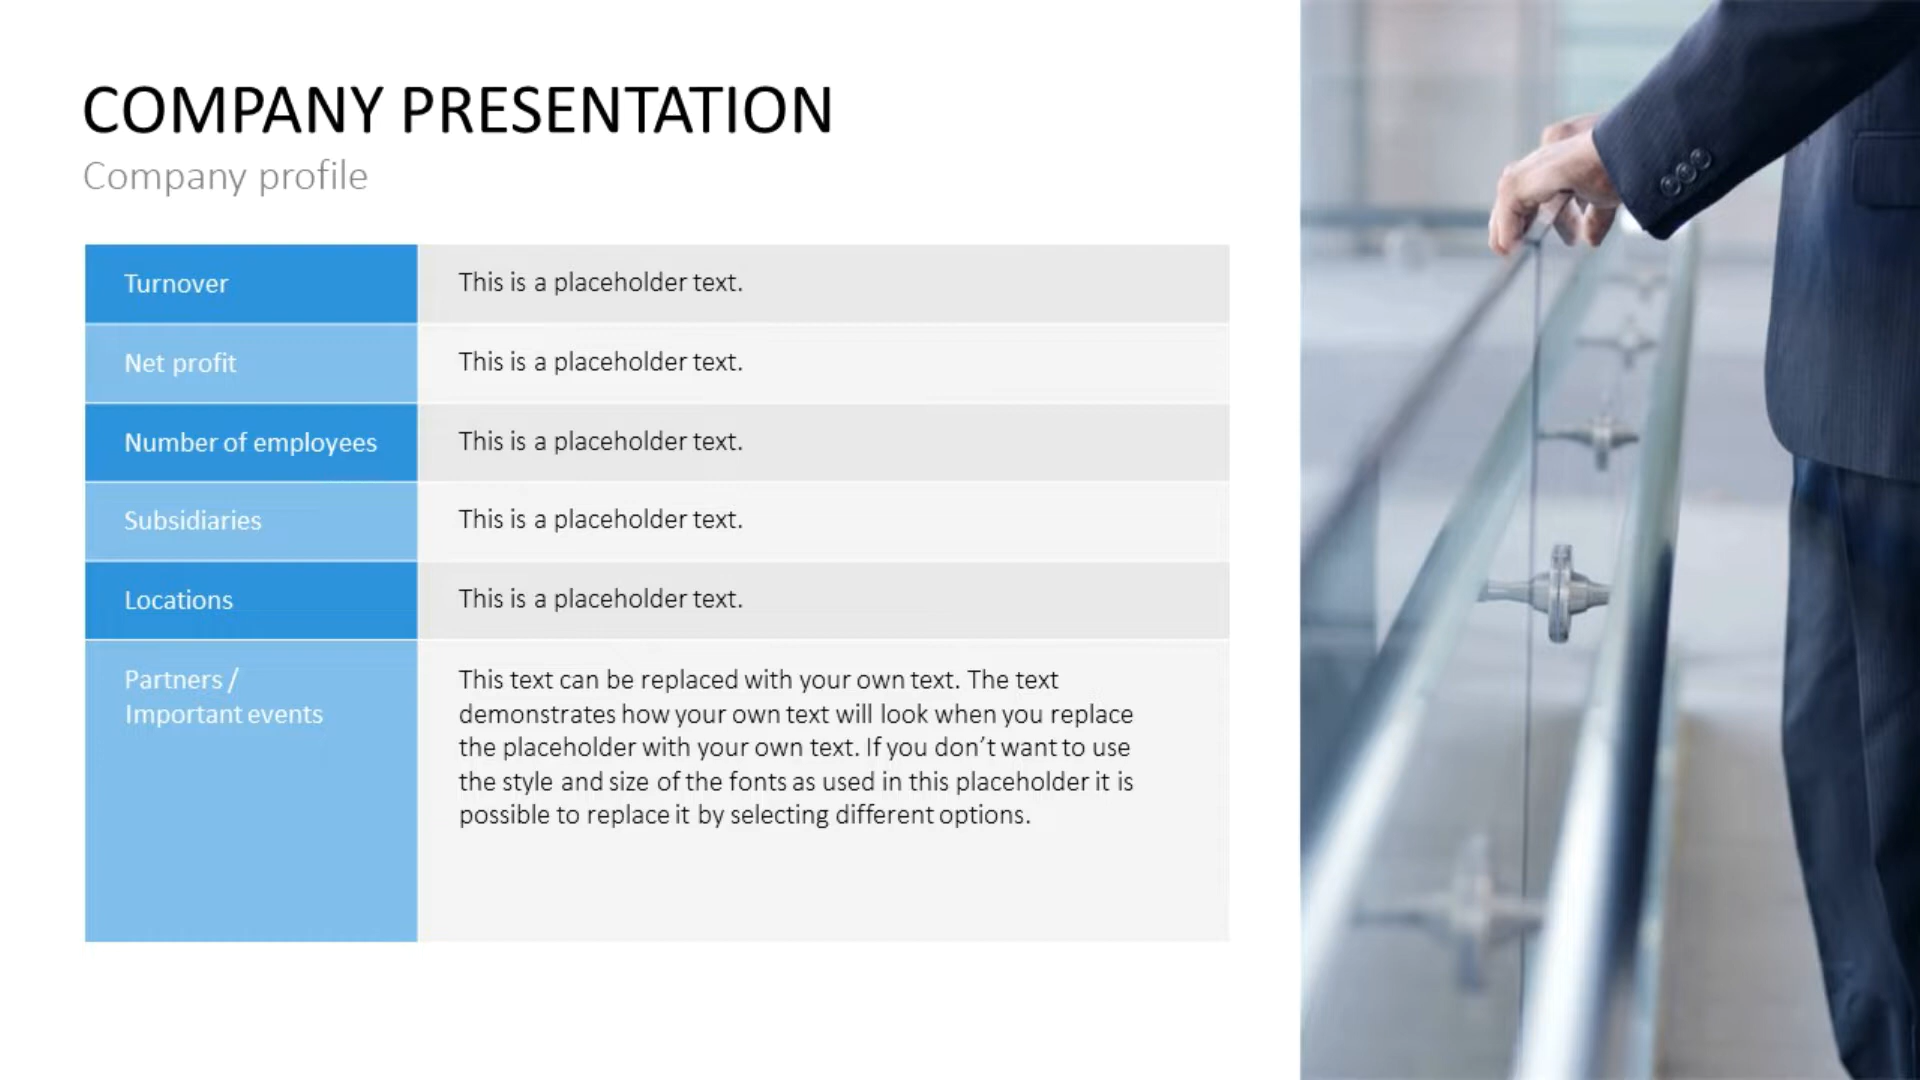 COMPANY PRESENTATION
Company profile
Turnover
This is a placeholder text.
Net profit
This is a placeholder text.
Number of employees
This is a placeholder text.
Subsidiaries
This is a placeholder text.
Locations
This is a placeholder text.
Partners /
Important events
This text can be replaced with your own text. The text
demonstrates how your own text will look when you replace
the placeholder with your own text. If you don’t want to use
the style and size of the fonts as used in this placeholder it is
possible to replace it by selecting different options.